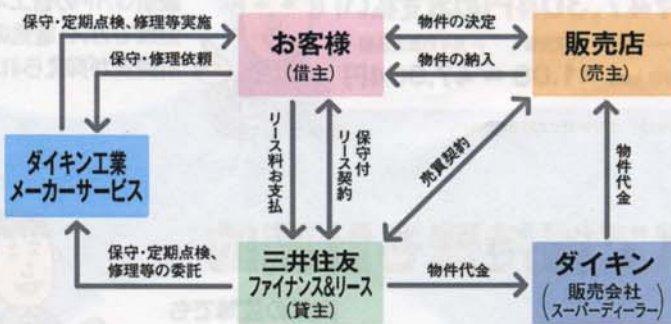 保守・定期点検、修理等実施
お客様
(借主)
物件の決定
物件の納入
販売店
(売主)
保守・修理依頼
ダイキン工業
メーカーサービス
リース料お支払
保守付
リース契約
売買契約
物件代金
保守・定期点検、
修理等の委託
三井住友
ファイナンス&リース
(貸主)
物件代金
ダイキン
(販売会社
スーパーディーラー)